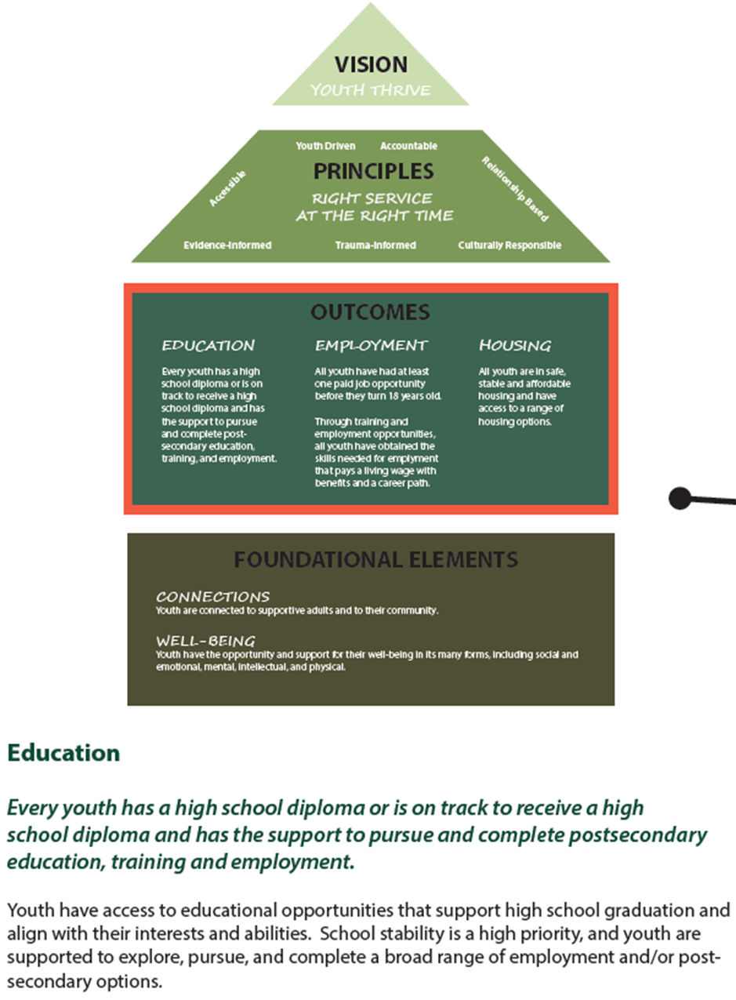 VISION
YOUTH THRIVE
Youth Driven Accountable
Accessible
PRINCIPLES
Relationship Based
RIGHT SERVICE
AT THE RIGHT TIME
Evidence-Informed Trauma-Informed Culturally Responsible
OUTCOMES
EDUCATION
Every youth has a high
school diploma or is on
track to receive a high
school diploma and has
the support to pursue
and complete post-
secondary education,
training, and employment.
EMPLOYMENT
All youth have had at least
one paid job opportunity
before they turn 18 years old.
Through training and
employment opportunities,
all youth have obtained the
skills needed for emplyment
that pays a living wage with
benefits and a career path.
HOUSING
All youth are in safe,
stable and affordable
housing and have
access to a range of
housing options.
FOUNDATIONAL ELEMENTS
CONNECTIONS
Youth are connected to supportive adults and to their community.
WELL-BEING
Youth have the opportunity and support for their well-being in its many forms, including social and
emotional, mental, intellectual, and physical.
Education
Every youth has a high school diploma or is on track to receive a high
school diploma and has the support to pursue and complete postsecondary
education, training and employment.
Youth have access to educational opportunities that support high school graduation and
align with their interests and abilities. School stability is a high priority, and youth are
supported to explore, pursue, and complete a broad range of employment and/or post-
secondary options.